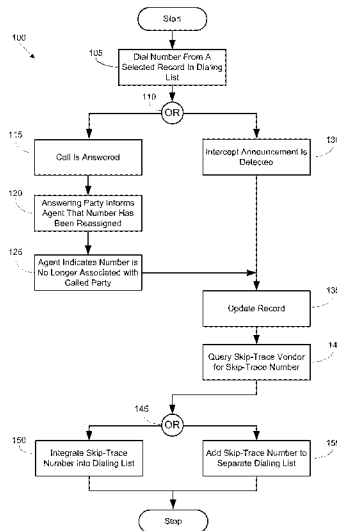 Start
100
105
Dial Number From A
Selected Record In Dialing
List
110
OR
115
Call Is Answered
Intercept Announcement Is
Detected
120
Answering Party Informs
Agent That Number Has
Been Reassigned
125
Agent Indicates Number is
No Longer Associated with
Called Party
Update Record
Query Skip-Trace Vendor
for Skip-Trace Number
145
OR
150
Integrate Skip-Trace
Number into Dialing List
Add Skip-Trace Number to
Separate Dialing List
Stop